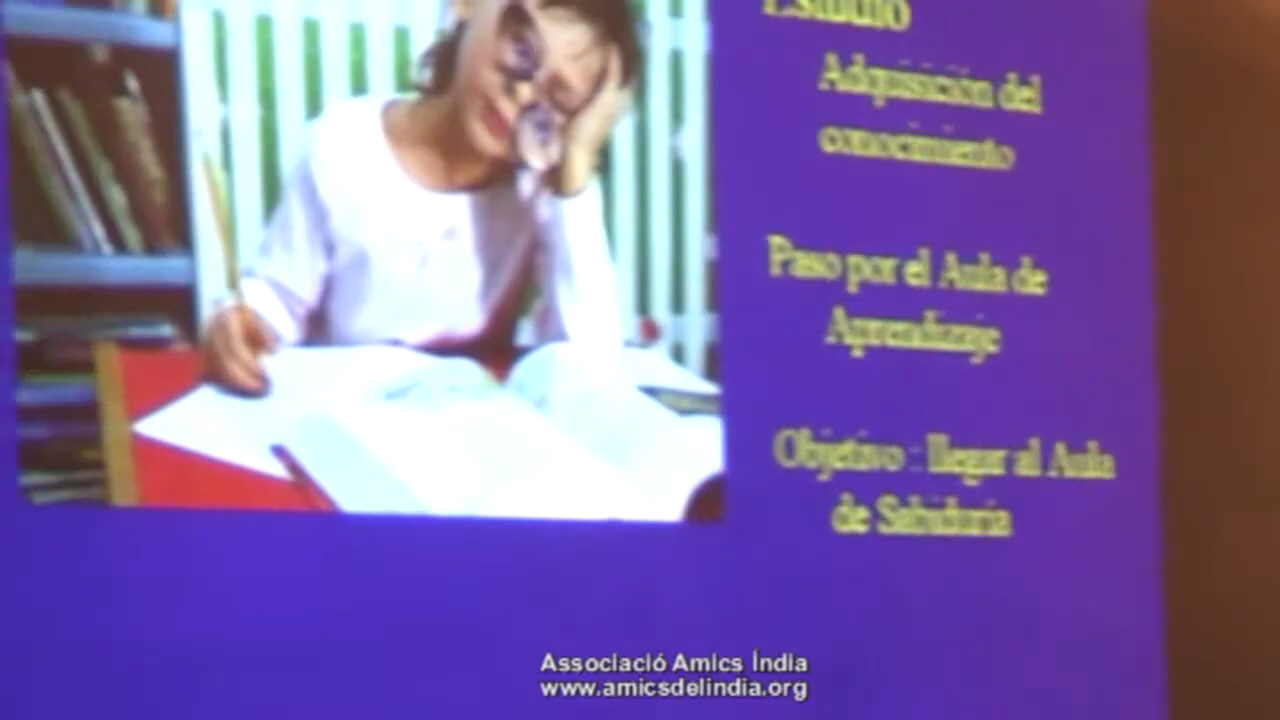 Estudio
Adquisición del
conocimiento
Paso por el Aula de
Aprendizaje
Objetivo : llegar al Aula
de Sabiduría
Associació Amics Índia
www.amicsdelindia.org